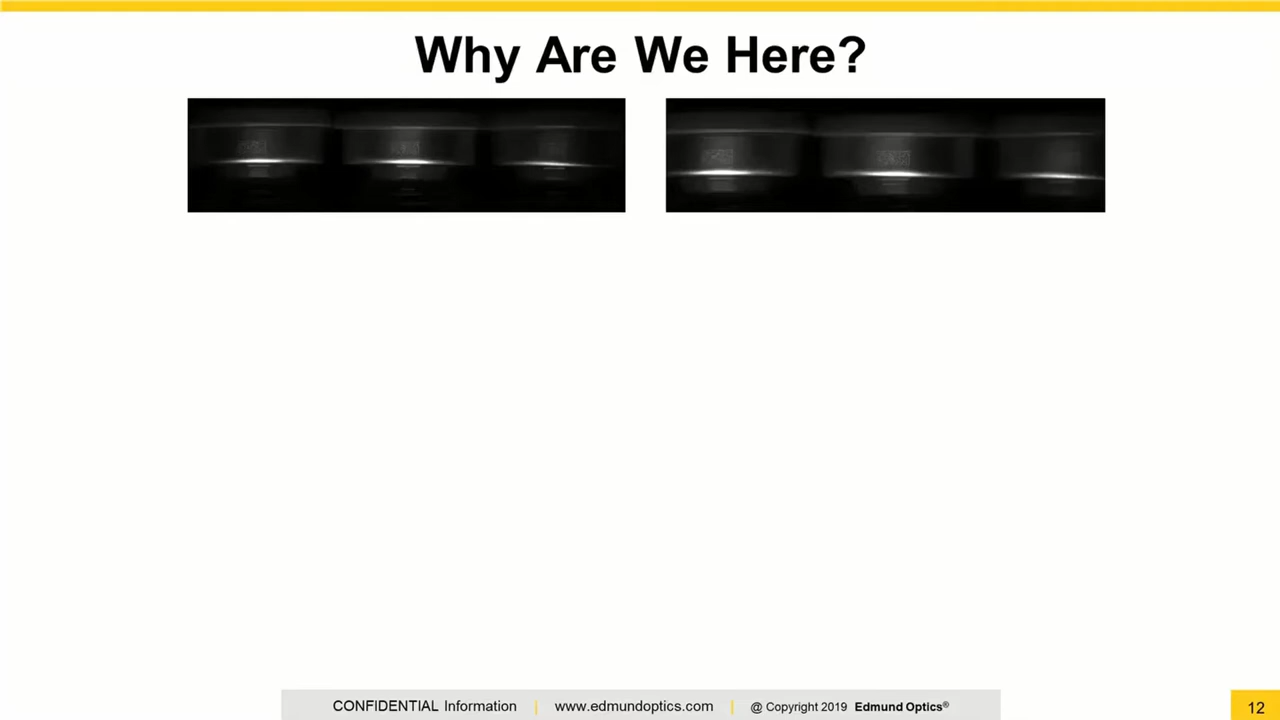 Why Are We Here?
CONFIDENTIAL Information | www.edmundoptics.com | @ Copyright 2019 Edmund Optics®
12